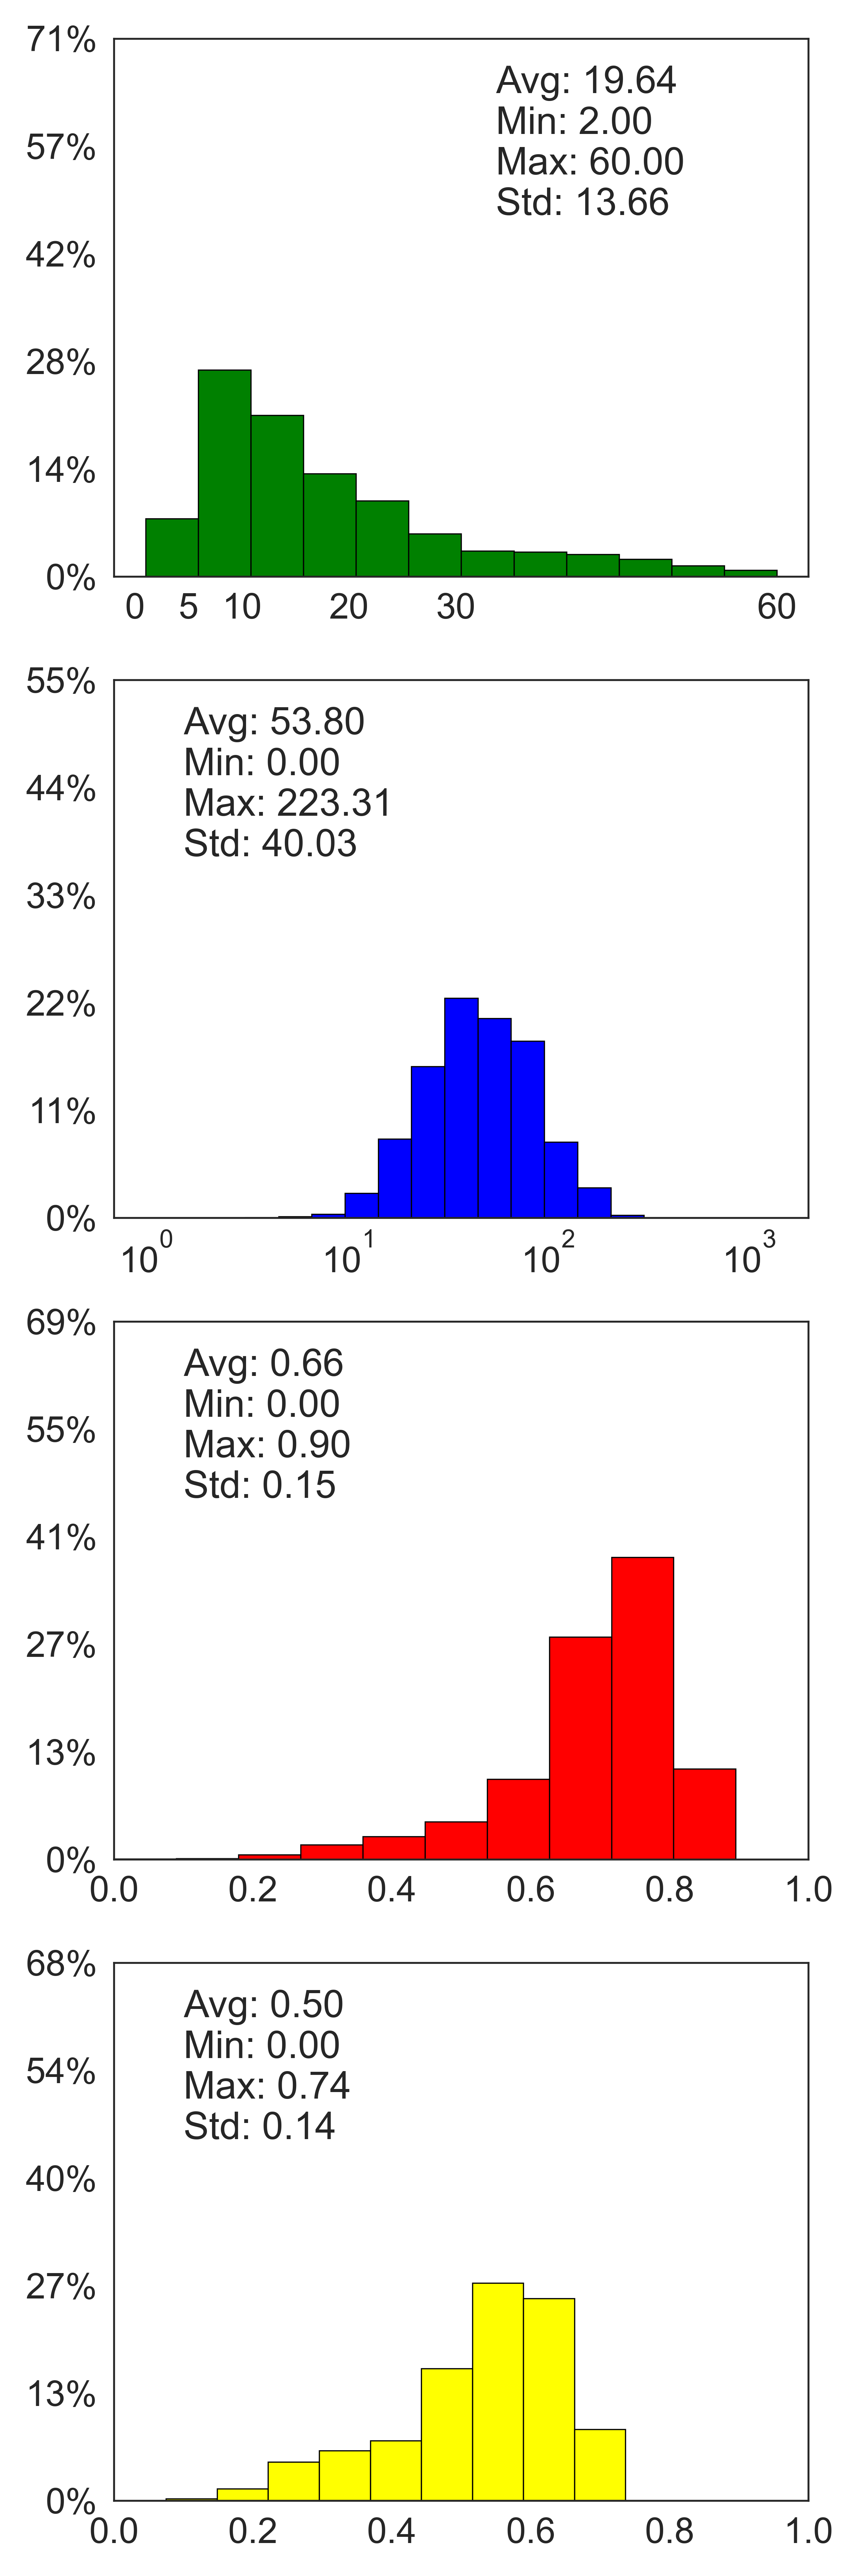 71%
57%
42%
28%
14%
0%
Avg: 19.64
Min: 2.00
Max: 60.00
Std: 13.66
0 5 10 20 30 60
55%
44%
33%
22%
11%
0%
Avg: 53.80
Min: 0.00
Max: 223.31
Std: 40.03
10^0 10^1 10^2 10^3
69%
55%
41%
27%
13%
0%
Avg: 0.66
Min: 0.00
Max: 0.90
Std: 0.15
0.0 0.2 0.4 0.6 0.8 1.0
68%
54%
40%
27%
13%
0%
Avg: 0.50
Min: 0.00
Max: 0.74
Std: 0.14
0.0 0.2 0.4 0.6 0.8 1.0